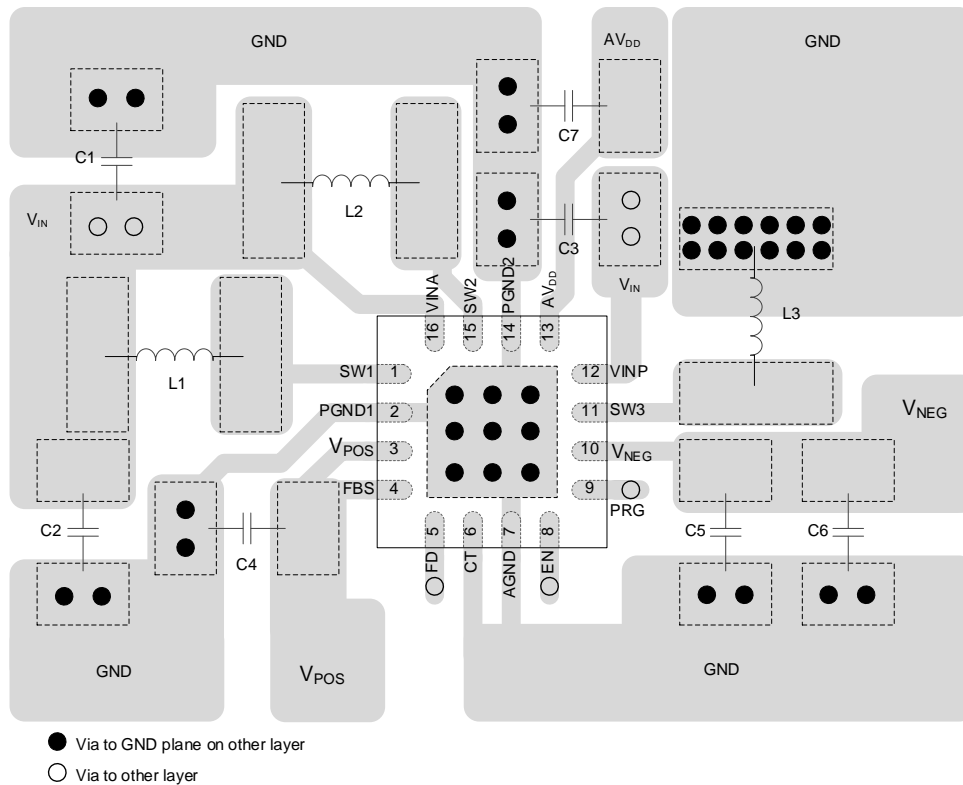 GND
AVDD
GND
C7
C1
L2
C3
VIN
VIN
VINA
SW2
PGND2
AVDD
L3
16
15
14
13
SW1
1
12
VINP
L1
PGND1
2
11
SW3
VNEG
VPOS
3
10
VNEG
FBS
4
9
PRG
C2
C4
5
6
7
8
C5
C6
FD
CT
AGND
EN
GND
VPOS
GND
Via to GND plane on other layer
Via to other layer